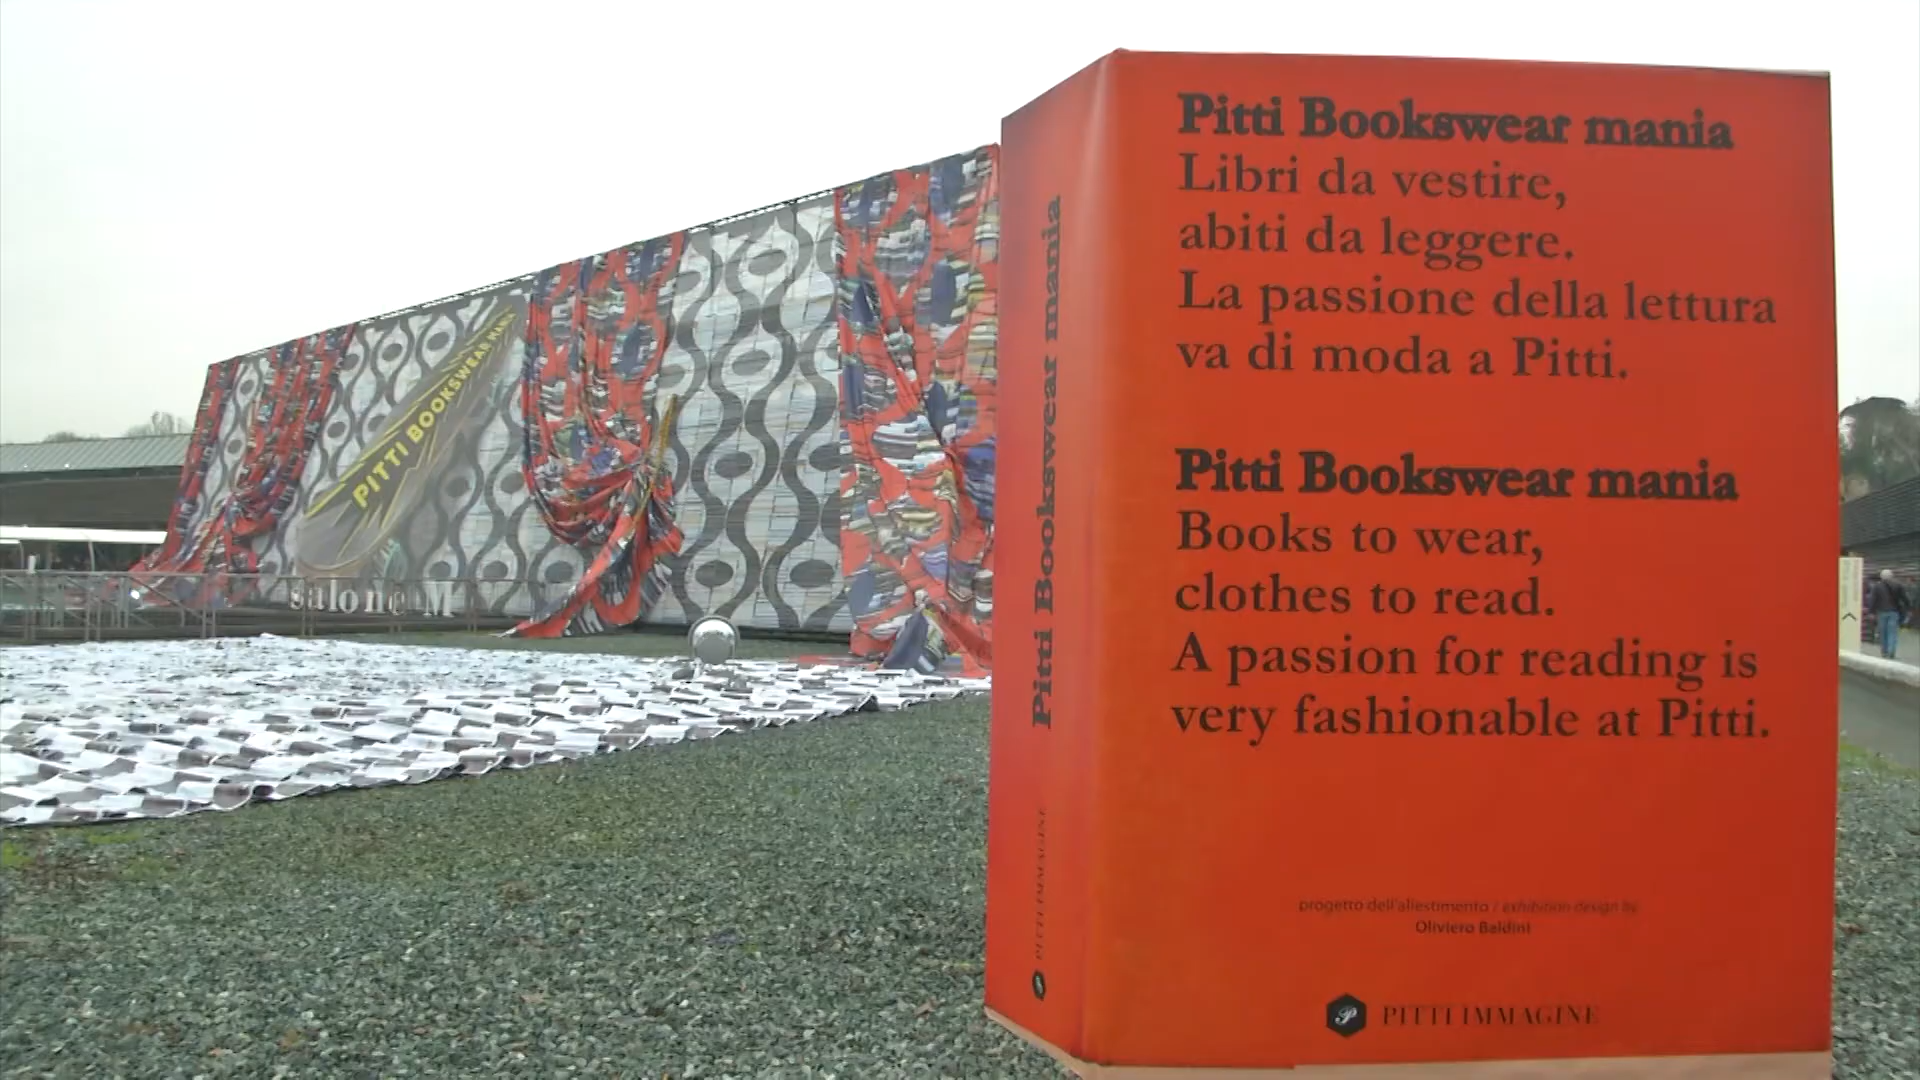 Pitti Bookswear mania
Libri da vestire,
abiti da leggere.
La passione della lettura
va di moda a Pitti.
Pitti Bookswear mania
Books to wear,
clothes to read.
A passion for reading is
very fashionable at Pitti.
progetto dell'allestimento / exhibition design by
Oliviero Baldini
PITTI IMMAGINE
Pitti Bookswear mania
PITTI IMMAGINE
PITTI BOOKSWEAR MANIA
salone M